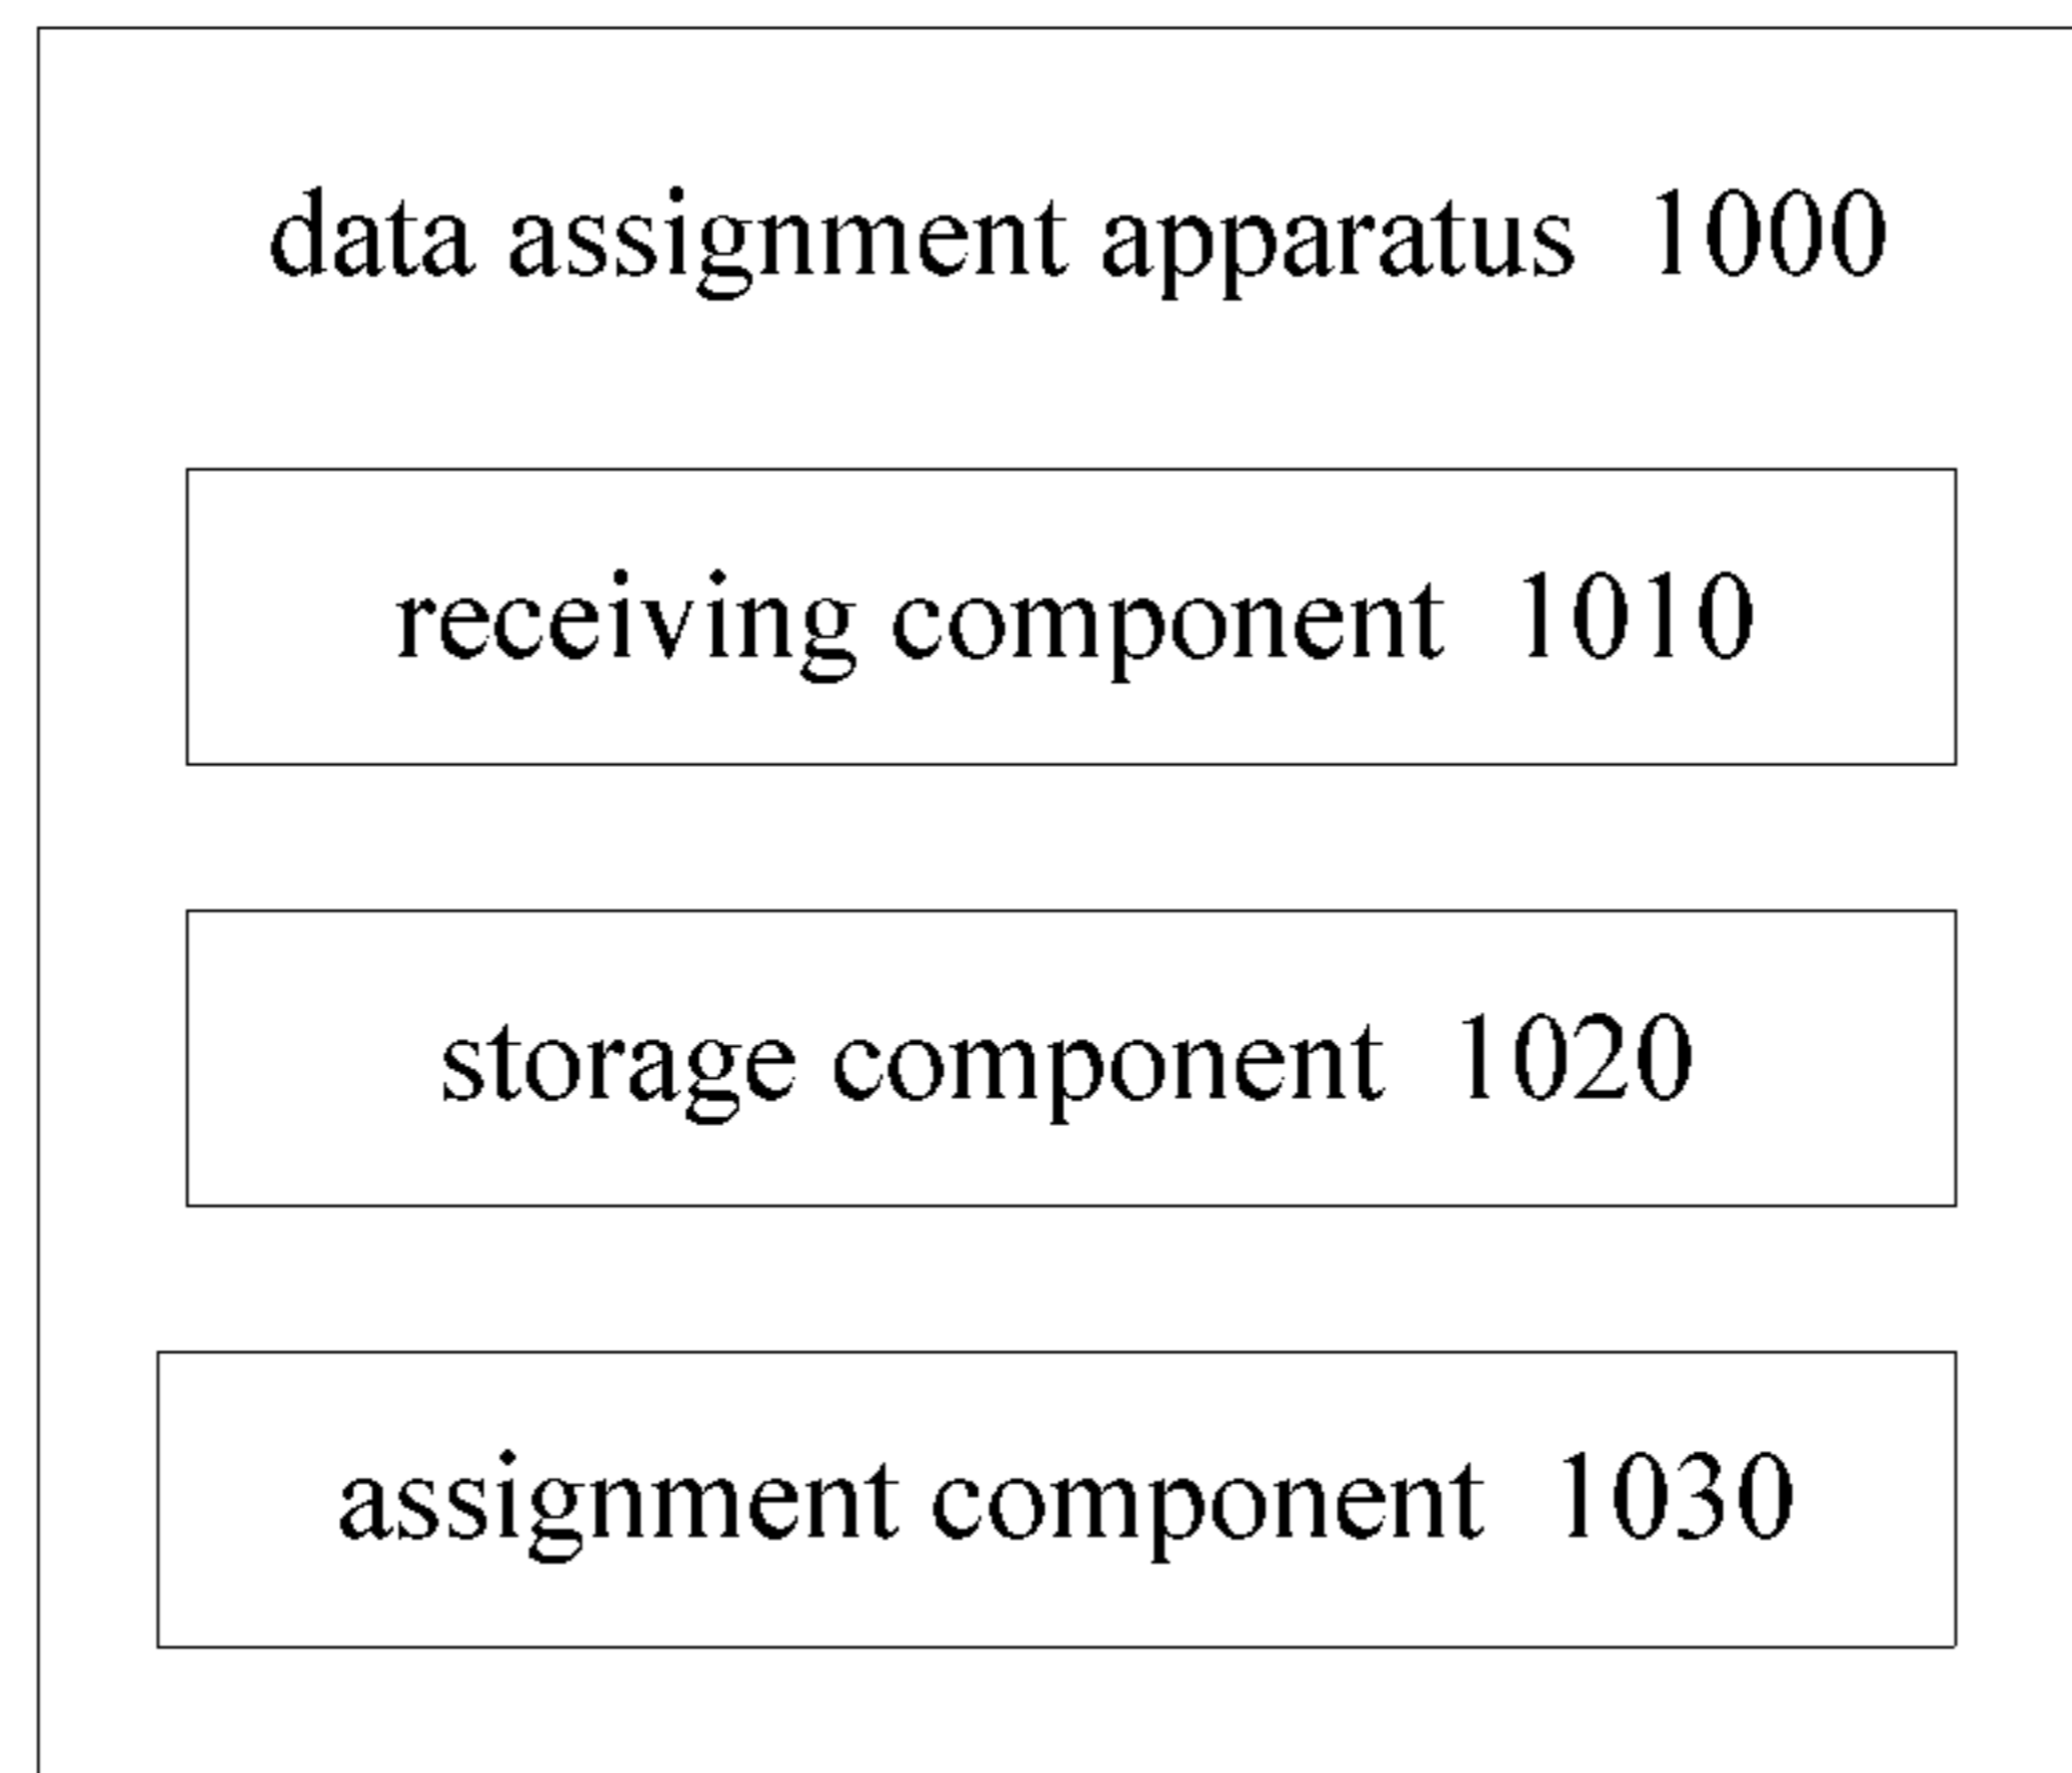 data assignment apparatus 1000
receiving component 1010
storage component 1020
assignment component 1030